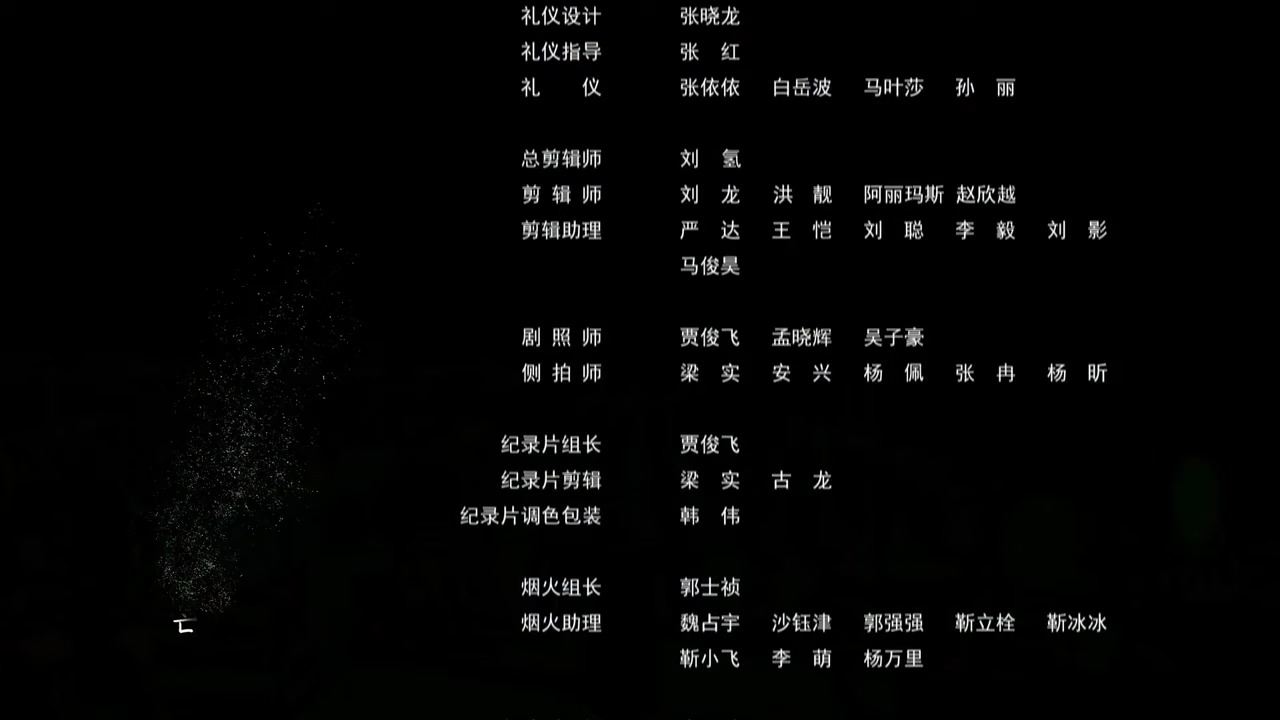 礼仪设计 张晓龙
礼仪指导 张 红
礼 仪 张依依 白岳波 马叶莎 孙 丽
总剪辑师 刘 氢
剪 辑 师 刘 龙 洪 靓 阿丽玛斯 赵欣越
剪辑助理 严 达 王 恺 刘 聪 李 毅 刘 影
马俊昊
剧 照 师 贾俊飞 孟晓辉 吴子豪
侧 拍 师 梁 实 安 兴 杨 佩 张 冉 杨 昕
纪录片组长 贾俊飞
纪录片剪辑 梁 实 古 龙
纪录片调色包装 韩 伟
烟火组长 郭士祯
烟火助理 魏占宇 沙钰津 郭强强 靳立栓 靳冰冰
靳小飞 李 萌 杨万里